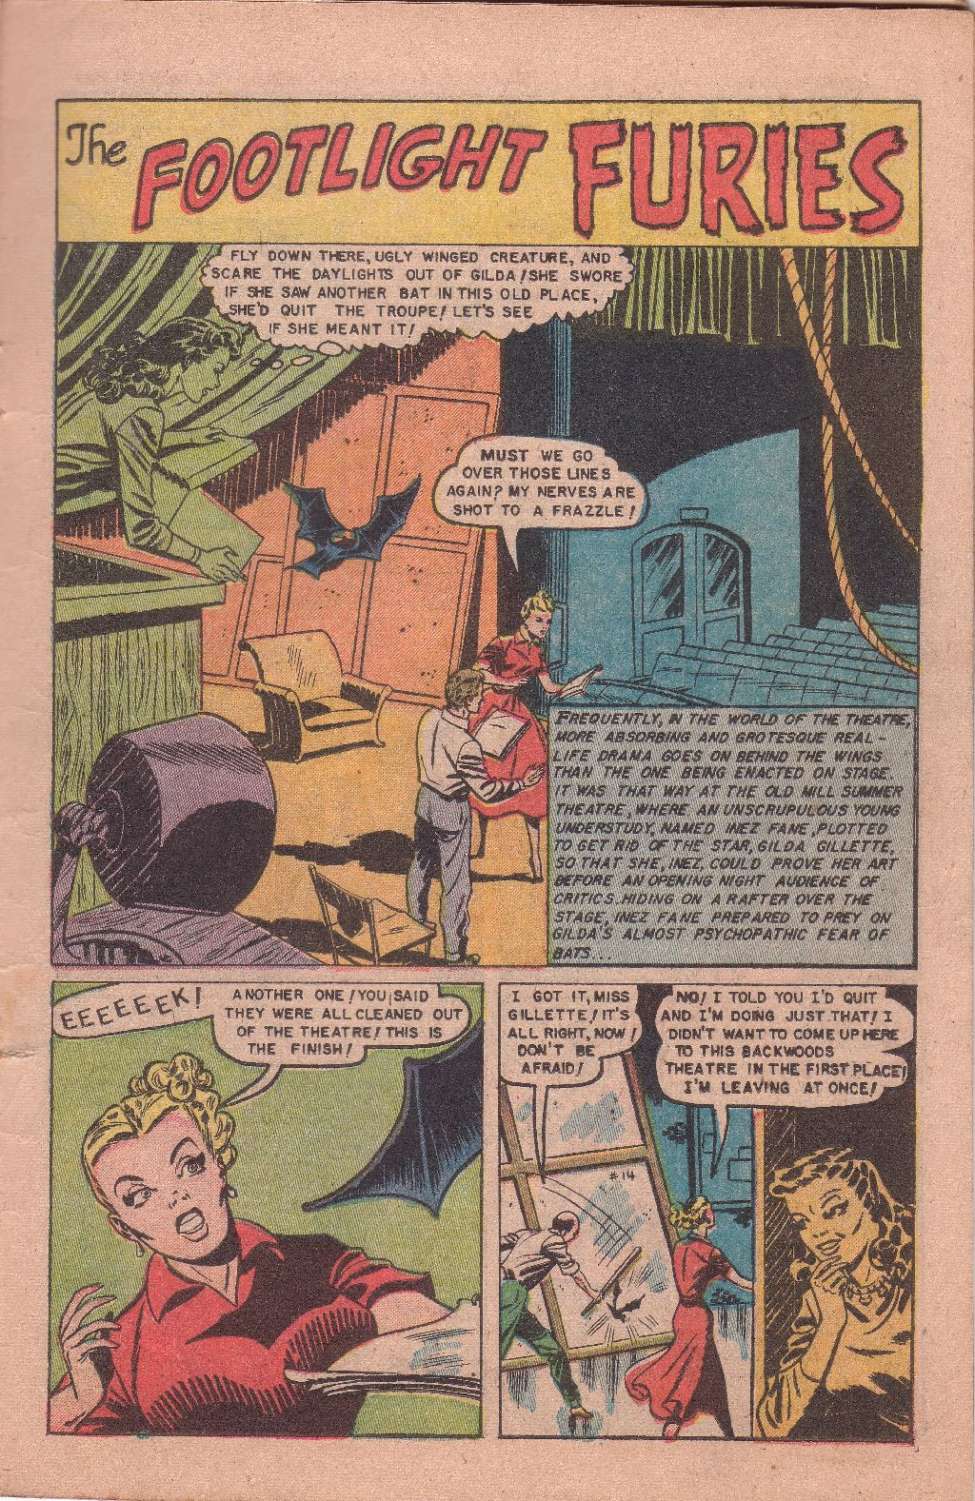 The FOOTLIGHT FURIES
FLY DOWN THERE, UGLY WINGED CREATURE, AND
SCARE THE DAYLIGHTS OUT OF GILDA! SHE SWORE
IF SHE SAW ANOTHER BAT IN THIS OLD PLACE,
SHE'D QUIT THE TROUPE! LET'S SEE
IF SHE MEANT IT!
MUST WE GO
OVER THOSE LINES
AGAIN? MY NERVES ARE
SHOT TO A FRAZZLE!
FREQUENTLY, IN THE WORLD OF THE THEATRE,
MORE ABSORBING AND GROTESQUE REAL-
LIFE DRAMA GOES ON BEHIND THE WINGS
THAN THE ONE BEING ENACTED ON STAGE.
IT WAS THAT WAY AT THE OLD MILL SUMMER
THEATRE, WHERE AN UNSCRUPULOUS YOUNG
UNDERSTUDY, NAMED INEZ FANE, PLOTTED
TO GET RID OF THE STAR, GILDA GILLETTE,
SO THAT SHE, INEZ, COULD PROVE HER ART
BEFORE AN OPENING NIGHT AUDIENCE OF
CRITICS. HIDING ON A RAFTER OVER THE
STAGE, INEZ FANE PREPARED TO PREY ON
GILDA'S ALMOST PSYCHOPATHIC FEAR OF
BATS...
EEEEEEK!
ANOTHER ONE! YOU SAID
THEY WERE ALL CLEANED OUT
OF THE THEATRE! THIS IS
THE FINISH!
I GOT IT, MISS
GILLETTE! IT'S
ALL RIGHT, NOW!
DON'T BE
AFRAID!
NO! I TOLD YOU I'D QUIT
AND I'M DOING JUST THAT! I
DIDN'T WANT TO COME UP HERE
TO THIS BACKWOODS
THEATRE IN THE FIRST PLACE!
I'M LEAVING AT ONCE!
#14